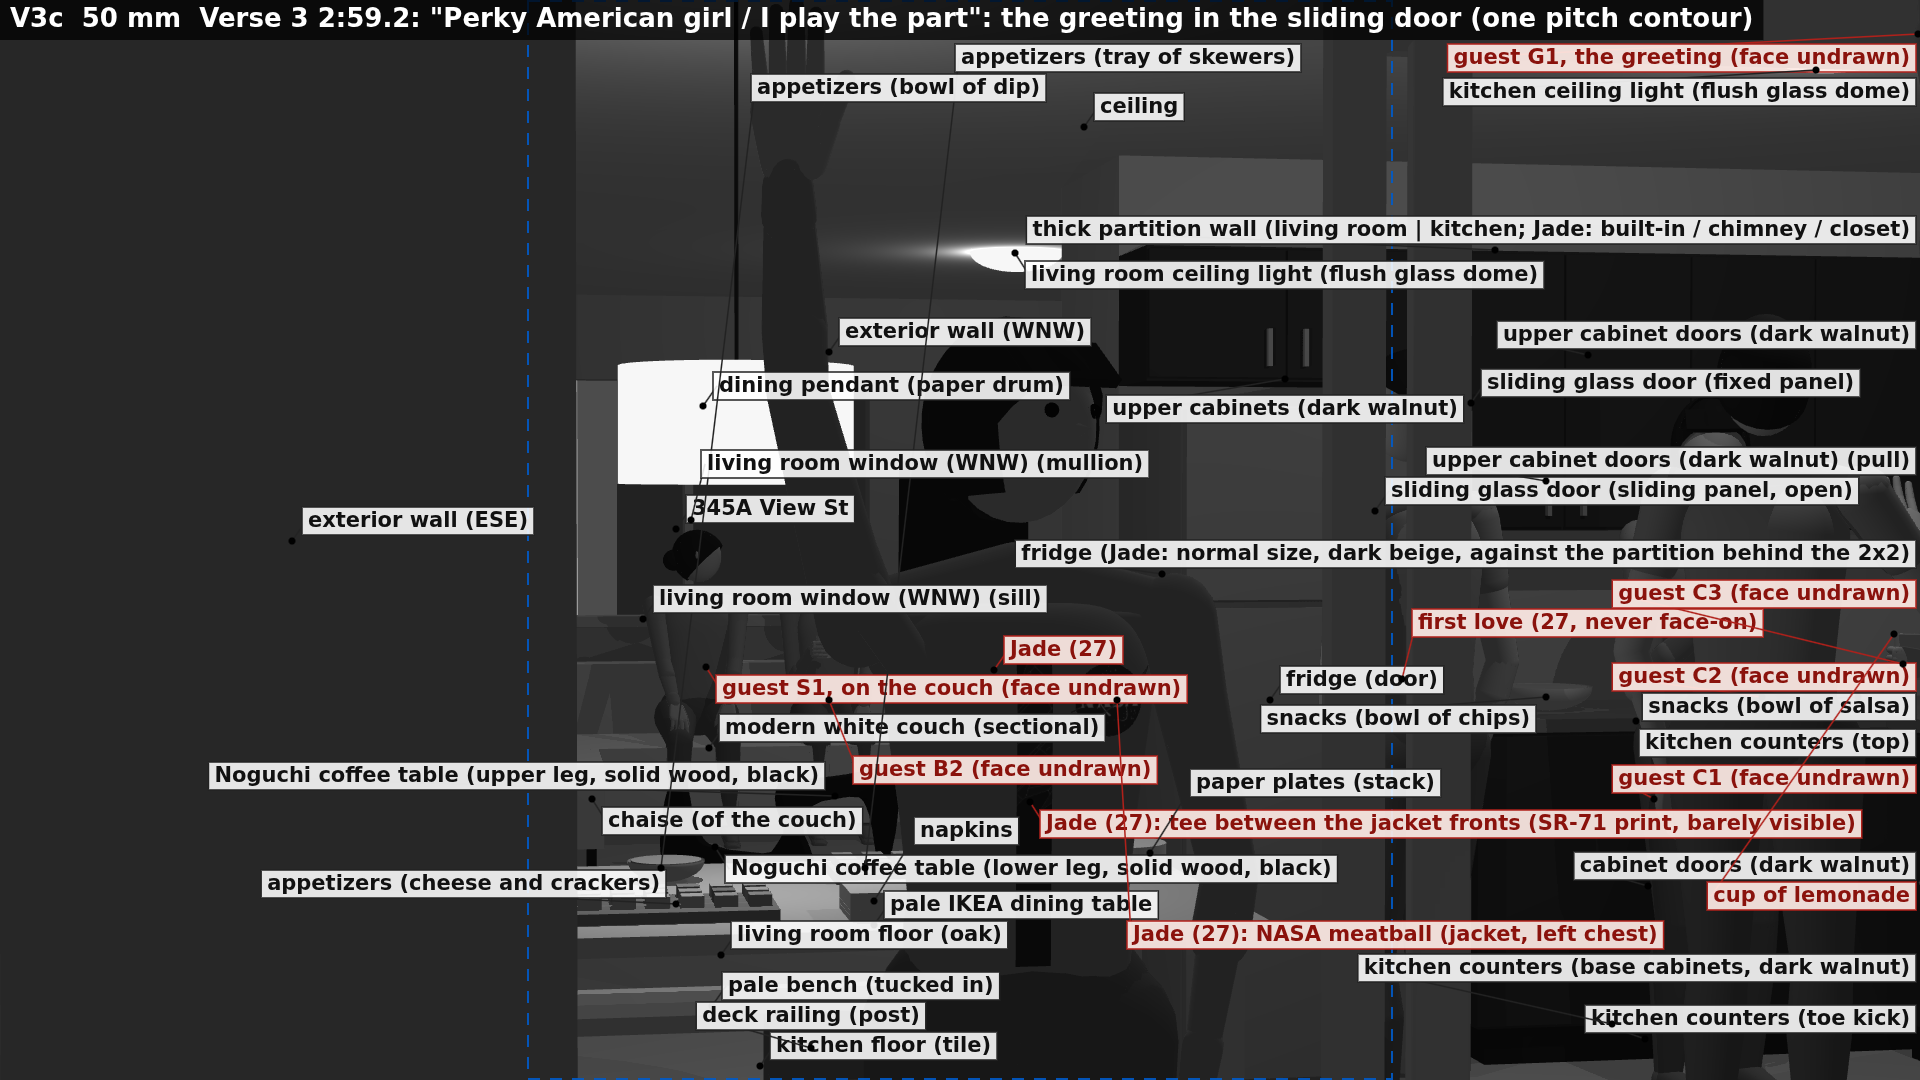 V3c  50 mm  Verse 3 2:59.2: "Perky American girl / I play the part": the greeting in the sliding door (one pitch contour)
appetizers (tray of skewers)
guest G1, the greeting (face undrawn)
appetizers (bowl of dip)
kitchen ceiling light (flush glass dome)
ceiling
thick partition wall (living room | kitchen; Jade: built-in / chimney / closet)
living room ceiling light (flush glass dome)
exterior wall (WNW)
upper cabinet doors (dark walnut)
dining pendant (paper drum)
sliding glass door (fixed panel)
upper cabinets (dark walnut)
living room window (WNW) (mullion)
upper cabinet doors (dark walnut) (pull)
sliding glass door (sliding panel, open)
345A View St
exterior wall (ESE)
fridge (Jade: normal size, dark beige, against the partition behind the 2x2)
living room window (WNW) (sill)
guest C3 (face undrawn)
first love (27, never face-on)
Jade (27)
guest C2 (face undrawn)
fridge (door)
guest S1, on the couch (face undrawn)
snacks (bowl of salsa)
snacks (bowl of chips)
modern white couch (sectional)
kitchen counters (top)
guest B2 (face undrawn)
Noguchi coffee table (upper leg, solid wood, black)
paper plates (stack)
guest C1 (face undrawn)
chaise (of the couch)
napkins
Jade (27): tee between the jacket fronts (SR-71 print, barely visible)
Noguchi coffee table (lower leg, solid wood, black)
cabinet doors (dark walnut)
appetizers (cheese and crackers)
cup of lemonade
pale IKEA dining table
living room floor (oak)
Jade (27): NASA meatball (jacket, left chest)
kitchen counters (base cabinets, dark walnut)
pale bench (tucked in)
deck railing (post)
kitchen counters (toe kick)
kitchen floor (tile)